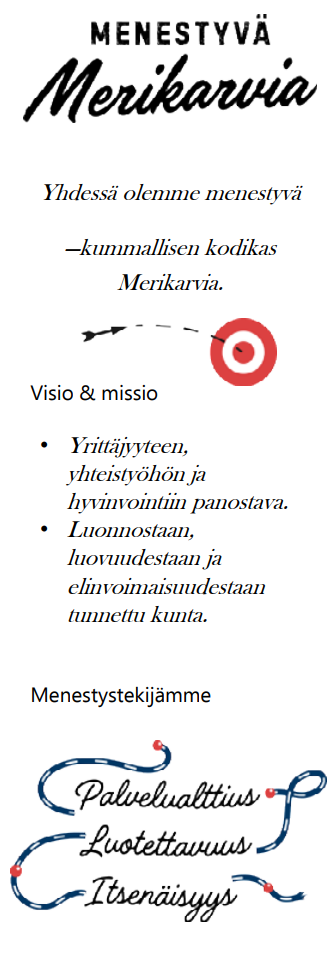 MENESTYVÄ
Merikarvia
Yhdessä olemme menestyvä
–kummallisen kodikas
Merikarvia.
Visio & missio
• Yrittäjyyteen,
yhteistyöhön ja
hyvinvointiin panostava.
• Luonnostaan,
luovuudestaan ja
elinvoimaisuudestaan
tunnettu kunta.
Menestystekijämme
Palvelualttius
Luotettavuus
Itsenäisyys